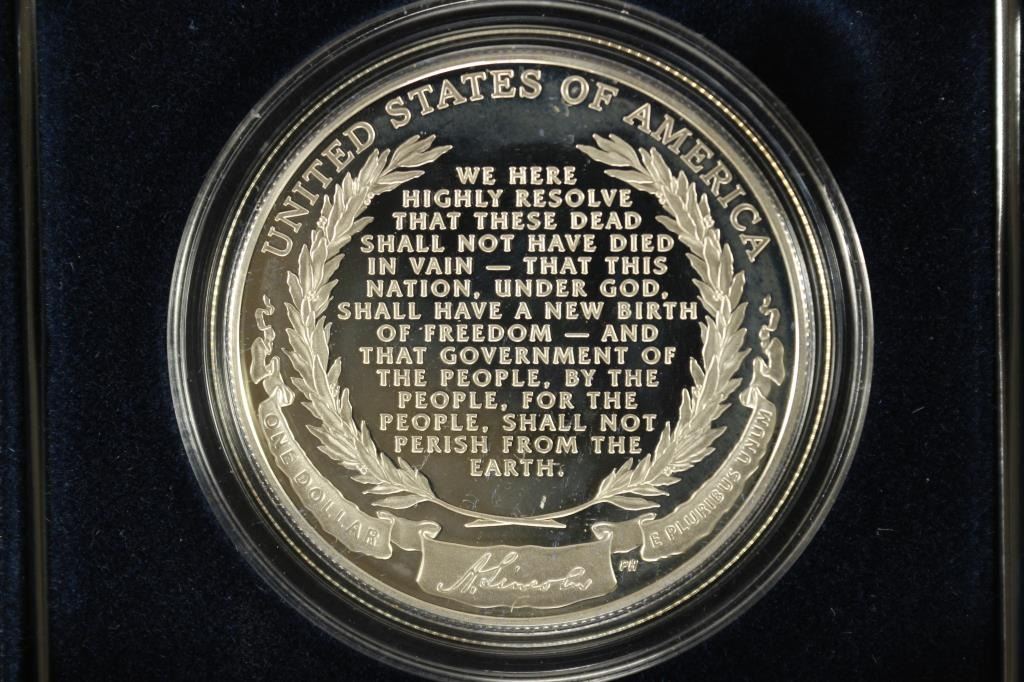 UNITED STATES OF AMERICA
WE HERE
HIGHLY RESOLVE
THAT THESE DEAD
SHALL NOT HAVE DIED
IN VAIN — THAT THIS
NATION, UNDER GOD,
SHALL HAVE A NEW BIRTH
OF FREEDOM — AND
THAT GOVERNMENT OF
THE PEOPLE, BY THE
PEOPLE, FOR THE
PEOPLE, SHALL NOT
PERISH FROM THE
EARTH.
ONE DOLLAR
E PLURIBUS UNUM
A. Lincoln
PH